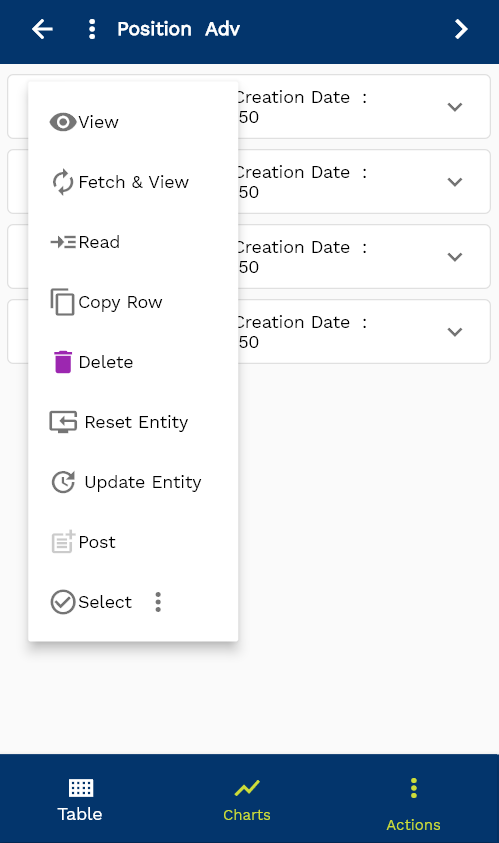 Position Adv
Creation Date :
50
Creation Date :
50
Creation Date :
50
Creation Date :
50
View
Fetch & View
Read
Copy Row
Delete
Reset Entity
Update Entity
Post
Select
Table
Charts
Actions